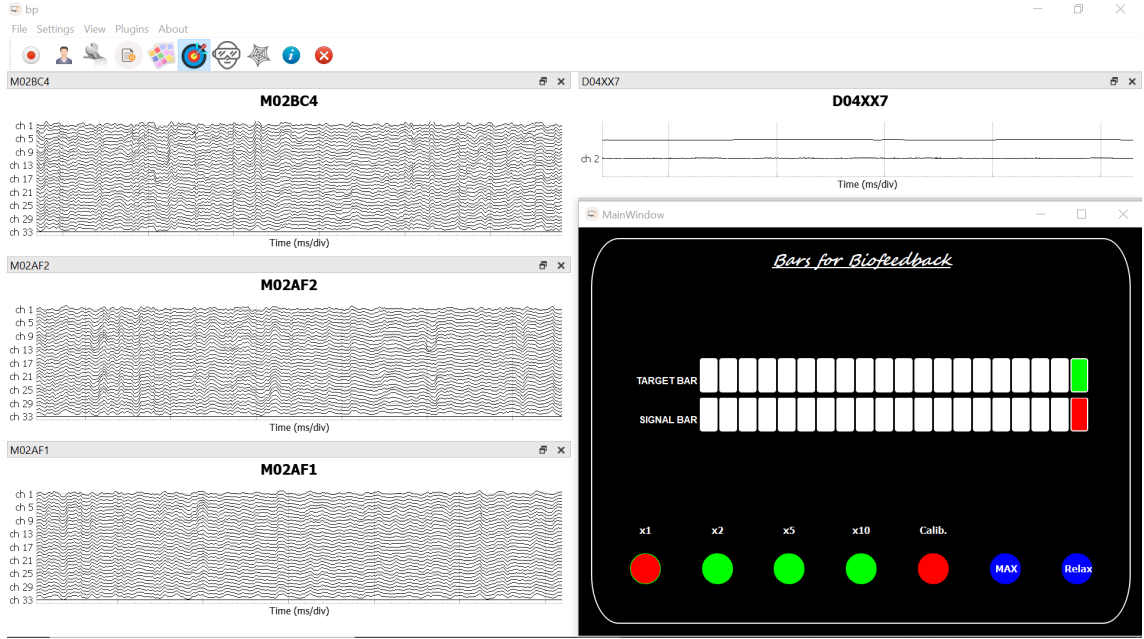 bp
File Settings View Plugins About
M02BC4
M02BC4
ch 1
ch 5
ch 9
ch 13
ch 17
ch 21
ch 25
ch 29
ch 33
Time (ms/div)
M02AF2
M02AF2
ch 1
ch 5
ch 9
ch 13
ch 17
ch 21
ch 25
ch 29
ch 33
Time (ms/div)
M02AF1
M02AF1
ch 1
ch 5
ch 9
ch 13
ch 17
ch 21
ch 25
ch 29
ch 33
Time (ms/div)
D04XX7
D04XX7
ch 2
Time (ms/div)
MainWindow
Bars for Biofeedback
TARGET BAR
SIGNAL BAR
x1 x2 x5 x10 Calib.
MAX Relax